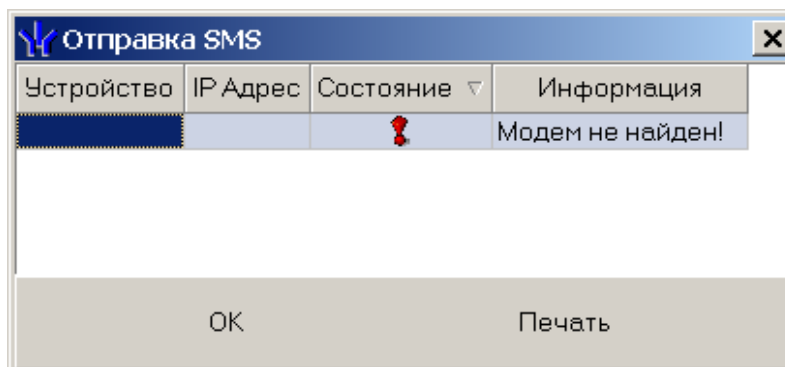 Отправка SMS
Устройство IP Адрес Состояние Информация
Модем не найден!
OK Печать